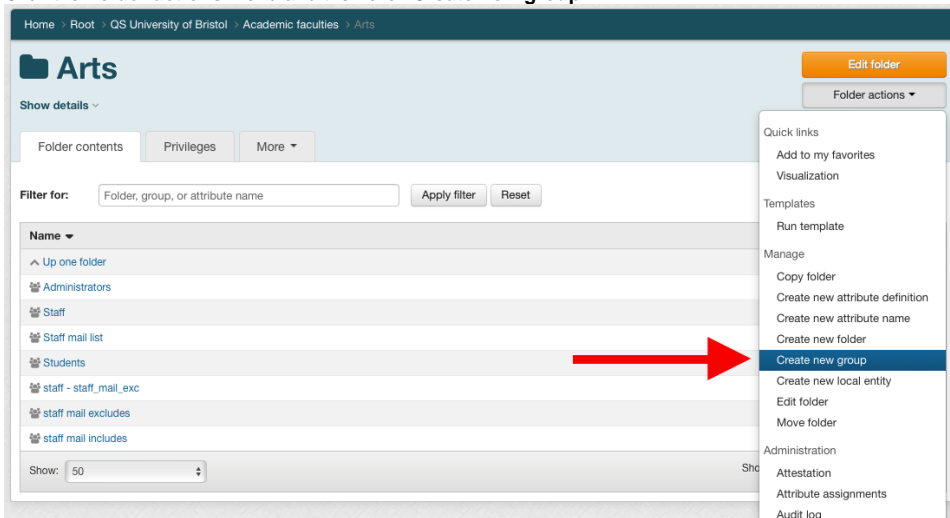 Home > Root > QS University of Bristol > Academic faculties > Arts
Arts
Edit folder
Folder actions
Show details
Folder contents
Privileges
More
Filter for:
Folder, group, or attribute name
Apply filter
Reset
Name
Up one folder
Administrators
Staff
Staff mail list
Students
staff - staff_mail_exc
staff mail excludes
staff mail includes
Show: 50
Quick links
Add to my favorites
Visualization
Templates
Run template
Manage
Copy folder
Create new attribute definition
Create new attribute name
Create new folder
Create new group
Create new local entity
Edit folder
Move folder
Administration
Attestation
Attribute assignments
Audit log